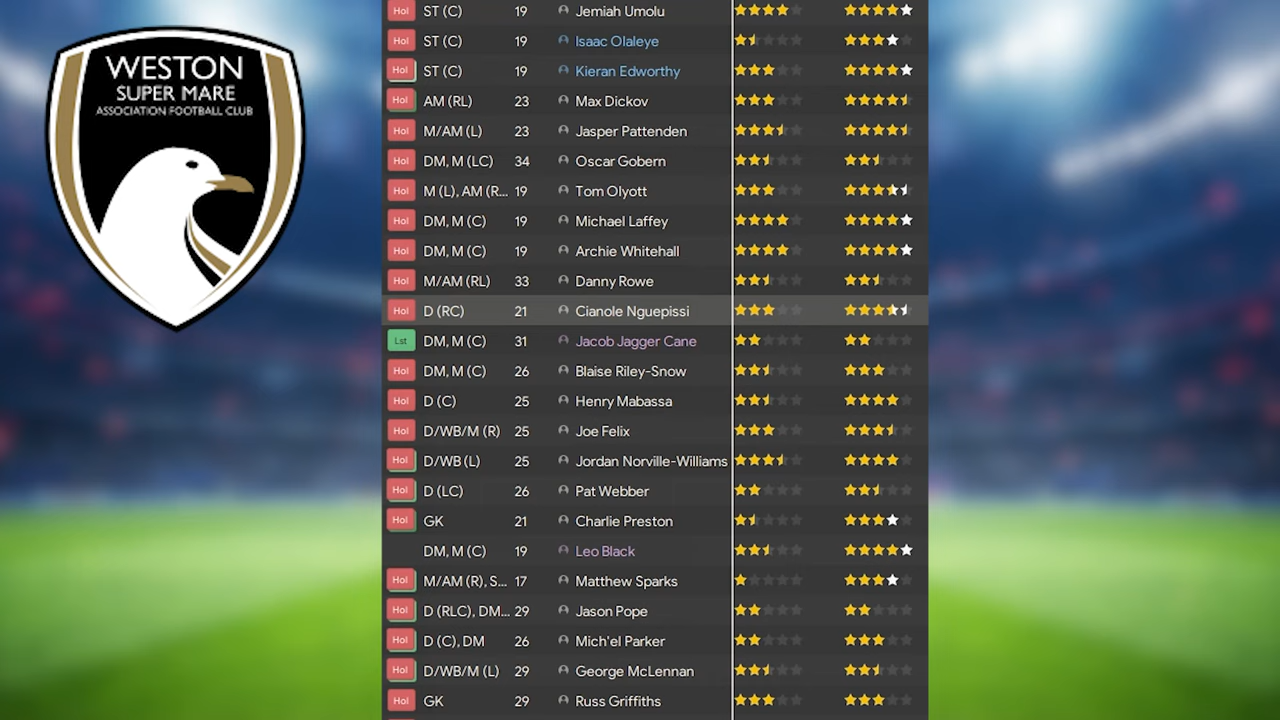 WESTON
SUPER MARE
ASSOCIATION FOOTBALL CLUB
Hol ST (C) 19 Jemiah Umolu
Hol ST (C) 19 Isaac Olaleye
Hol ST (C) 19 Kieran Edworthy
Hol AM (RL) 23 Max Dickov
Hol M/AM (L) 23 Jasper Pattenden
Hol DM, M (LC) 34 Oscar Gobern
Hol M (L), AM (R... 19 Tom Olyott
Hol DM, M (C) 19 Michael Laffey
Hol DM, M (C) 19 Archie Whitehall
Hol M/AM (RL) 33 Danny Rowe
Hol D (RC) 21 Cianole Nguepissi
Lst DM, M (C) 31 Jacob Jagger Cane
Hol DM, M (C) 26 Blaise Riley-Snow
Hol D (C) 25 Henry Mabassa
Hol D/WB/M (R) 25 Joe Felix
Hol D/WB (L) 25 Jordan Norville-Williams
Hol D (LC) 26 Pat Webber
Hol GK 21 Charlie Preston
DM, M (C) 19 Leo Black
Hol M/AM (R), S... 17 Matthew Sparks
Hol D (RLC), DM... 29 Jason Pope
Hol D (C), DM 26 Mich'el Parker
Hol D/WB/M (L) 29 George McLennan
Hol GK 29 Russ Griffiths